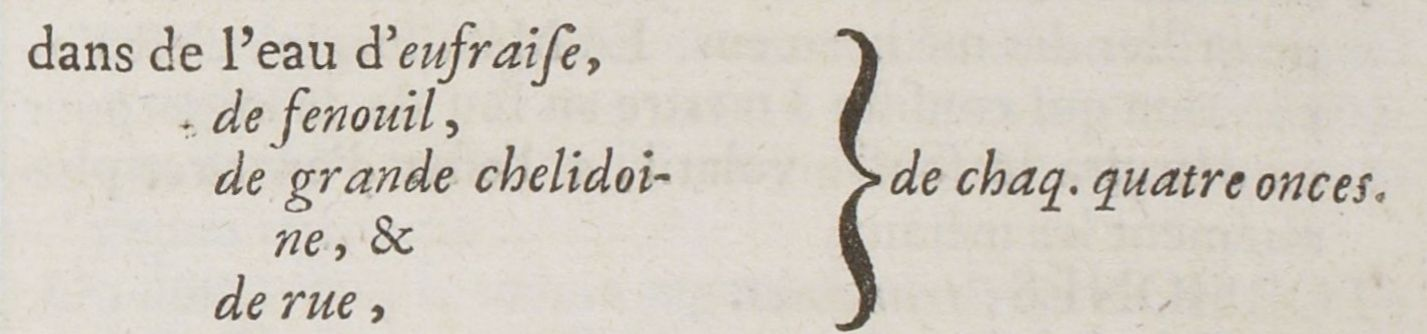 dans de l'eau d'eufraiſe,
de fenouil,
de grande chelidoi-
ne, &
de rue,
de chaq. quatre onces.